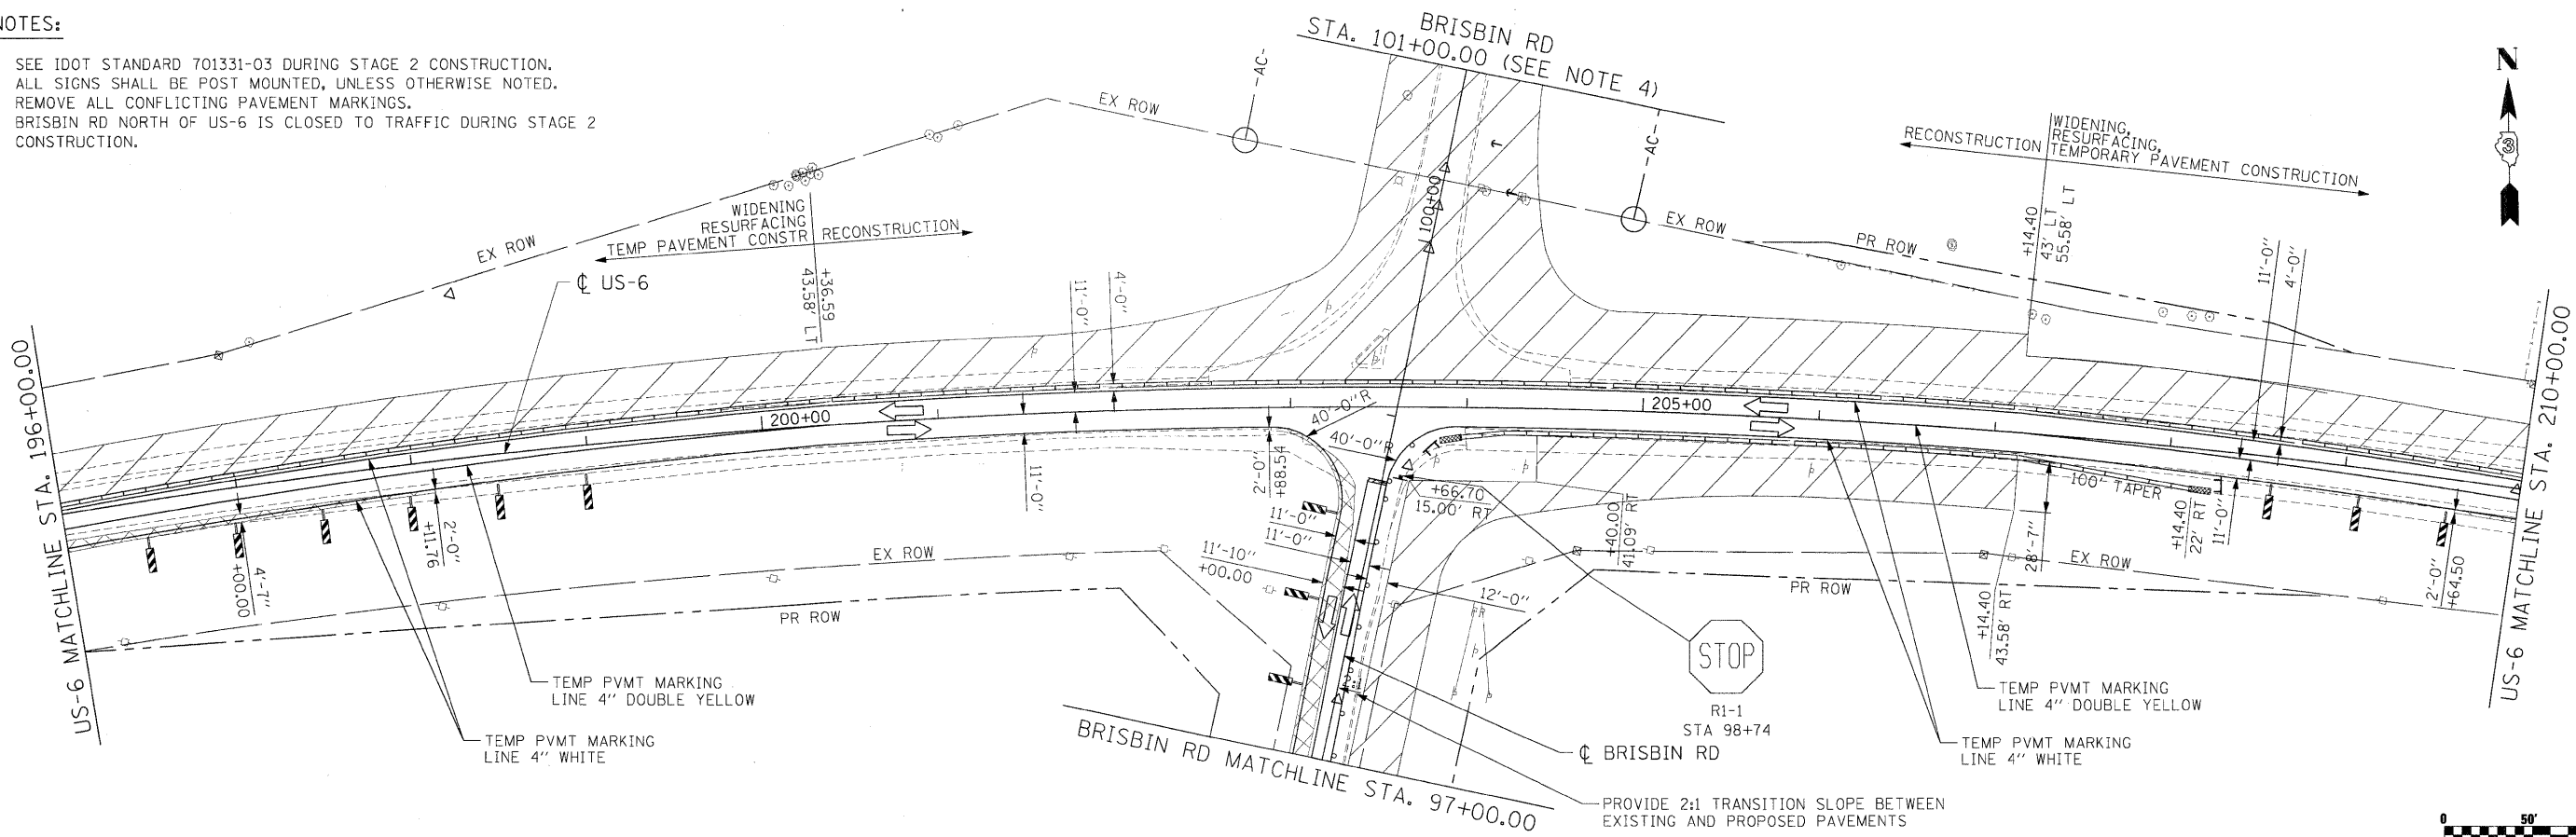 NOTES:
SEE IDOT STANDARD 701331-03 DURING STAGE 2 CONSTRUCTION.
ALL SIGNS SHALL BE POST MOUNTED, UNLESS OTHERWISE NOTED.
REMOVE ALL CONFLICTING PAVEMENT MARKINGS.
BRISBIN RD NORTH OF US-6 IS CLOSED TO TRAFFIC DURING STAGE 2
CONSTRUCTION.
BRISBIN RD
STA. 101+00.00 (SEE NOTE 4)
-AC-
-AC-
N
3
EX ROW
EX ROW
EX ROW
PR ROW
WIDENING
RESURFACING
TEMP PAVEMENT CONSTR
RECONSTRUCTION
+36.59
43.58' LT
RECONSTRUCTION
WIDENING,
RESURFACING,
TEMPORARY PAVEMENT CONSTRUCTION
+14.40
43' LT
55.58' LT
℄ US-6
11'-0"
4'-0"
100+00
11'-0"
4'-0"
US-6 MATCHLINE STA. 196+00.00
US-6 MATCHLINE STA. 210+00.00
200+00
205+00
40'-0"R
40'-0"R
2'-0"
+88.54
11'-0"
2'-0"
+11.76
4'-7"
+00.00
+66.70
15.00' RT
11'-0"
11'-0"
11'-10"
+00.00
12'-0"
+40.00
41.09' RT
28'-7"
100' TAPER
+14.40
22' RT
11'-0"
+14.40
43.58' RT
2'-0"
+64.50
EX ROW
PR ROW
EX ROW
PR ROW
TEMP PVMT MARKING
LINE 4" DOUBLE YELLOW
TEMP PVMT MARKING
LINE 4" WHITE
STOP
R1-1
STA 98+74
TEMP PVMT MARKING
LINE 4" DOUBLE YELLOW
TEMP PVMT MARKING
LINE 4" WHITE
℄ BRISBIN RD
BRISBIN RD MATCHLINE STA. 97+00.00
PROVIDE 2:1 TRANSITION SLOPE BETWEEN
EXISTING AND PROPOSED PAVEMENTS
0 50'